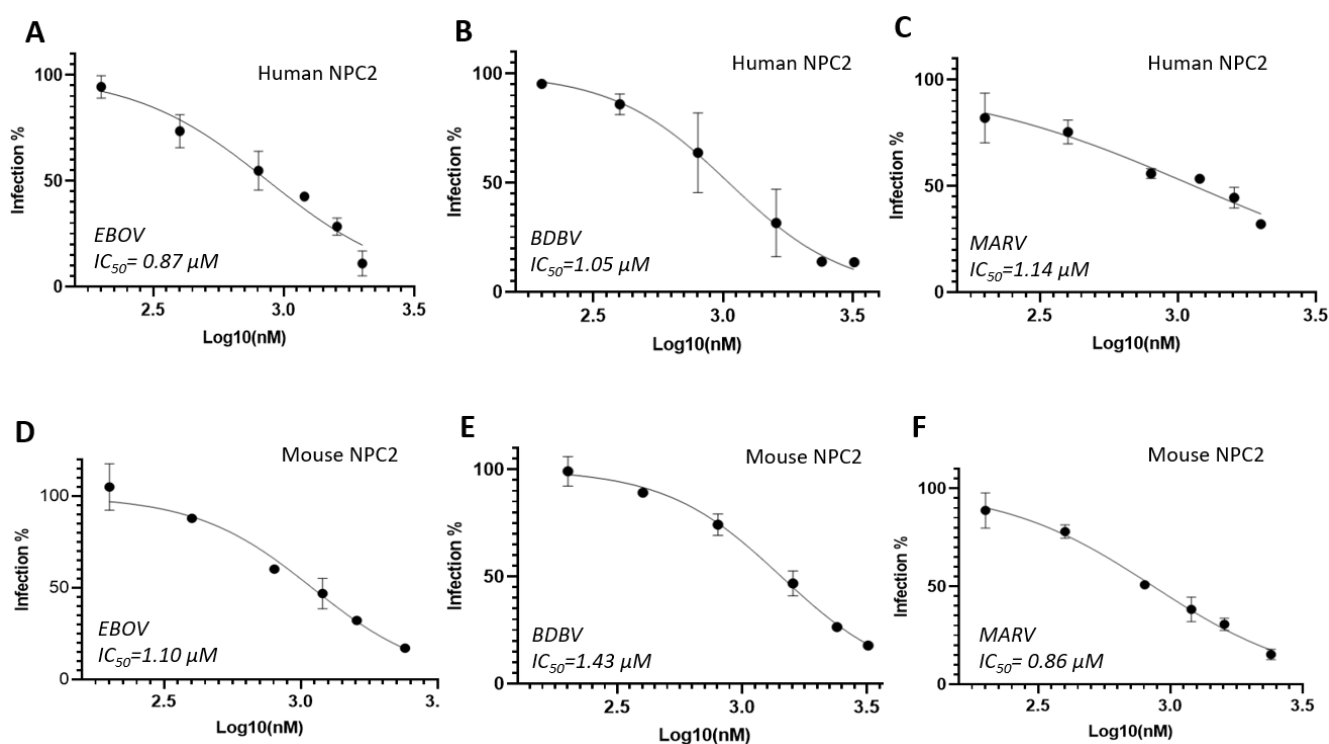 A
Human NPC2
Infection %
100
50
0
EBOV
IC50= 0.87 µM
2.5
3.0
3.5
Log10(nM)
B
Human NPC2
Infection %
100
50
0
BDBV
IC50=1.05 µM
2.5
3.0
3.5
Log10(nM)
C
Human NPC2
Infection %
100
50
0
MARV
IC50=1.14 µM
2.5
3.0
3.5
Log10(nM)
D
Mouse NPC2
Infection %
100
50
0
EBOV
IC50=1.10 µM
2.5
3.0
3.
Log10(nM)
E
Mouse NPC2
Infection %
100
50
0
BDBV
IC50=1.43 µM
2.5
3.0
3.5
Log10(nM)
F
Mouse NPC2
Infection %
100
50
0
MARV
IC50= 0.86 µM
2.5
3.0
3.5
Log10(nM)